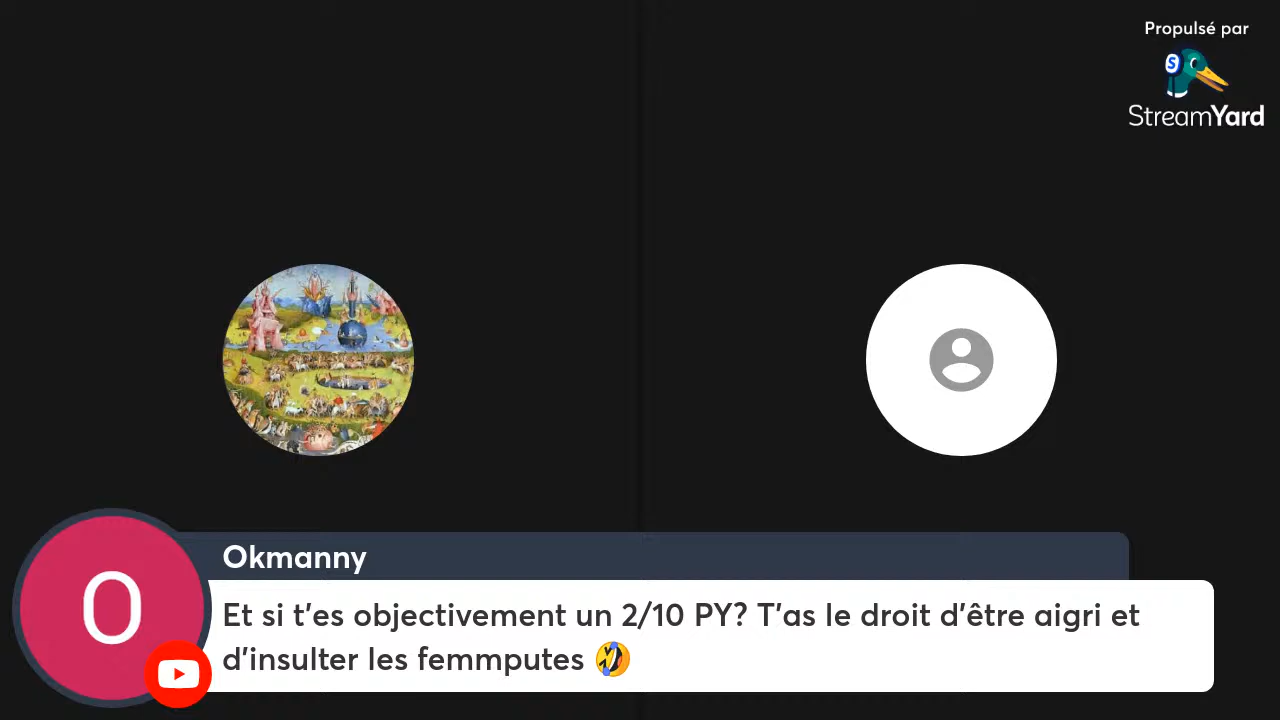 Propulsé par
S
StreamYard
Okmanny
O
Et si t'es objectivement un 2/10 PY? T'as le droit d'être aigri et
d'insulter les femmputes 🤣